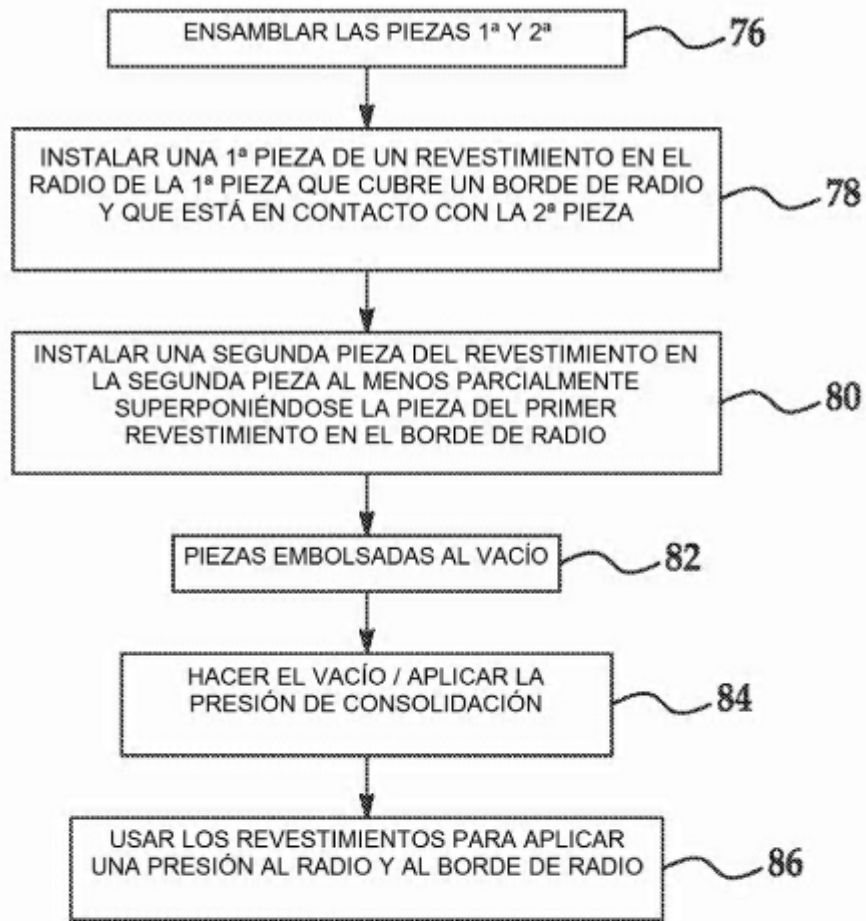 ENSAMBLAR LAS PIEZAS 1ª Y 2ª
76
INSTALAR UNA 1ª PIEZA DE UN REVESTIMIENTO EN EL
RADIO DE LA 1ª PIEZA QUE CUBRE UN BORDE DE RADIO
Y QUE ESTÁ EN CONTACTO CON LA 2ª PIEZA
78
INSTALAR UNA SEGUNDA PIEZA DEL REVESTIMIENTO EN
LA SEGUNDA PIEZA AL MENOS PARCIALMENTE
SUPERPONIÉNDOSE LA PIEZA DEL PRIMER
REVESTIMIENTO EN EL BORDE DE RADIO
80
PIEZAS EMBOLSADAS AL VACÍO
82
HACER EL VACÍO / APLICAR LA
PRESIÓN DE CONSOLIDACIÓN
84
USAR LOS REVESTIMIENTOS PARA APLICAR
UNA PRESIÓN AL RADIO Y AL BORDE DE RADIO
86